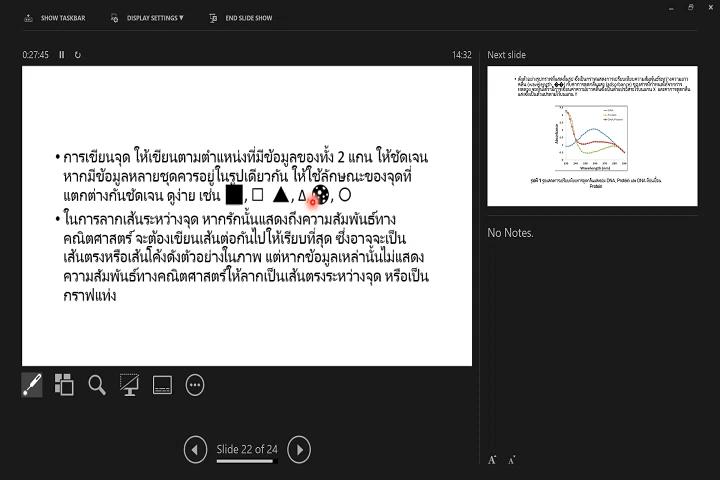 SHOW TASKBAR
DISPLAY SETTINGS ▼
END SLIDE SHOW
0:27:45
14:32
Next slide
• การเขียนจุด ให้เขียนตามตำแหน่งที่มีข้อมูลของทั้ง 2 แกน ให้ชัดเจน
หากมีข้อมูลหลายชุดควรอยู่ในรูปเดียวกัน ให้ใช้ลักษณะของจุดที่
แตกต่างกันชัดเจน ดูง่าย เช่น ■, □ ▲, △ , ○
• ในการลากเส้นระหว่างจุด หากรักนั้นแสดงถึงความสัมพันธ์ทาง
คณิตศาสตร์ จะต้องเขียนเส้นต่อกันไปให้เรียบที่สุด ซึ่งอาจจะเป็น
เส้นตรงหรือเส้นโค้งดังตัวอย่างในภาพ แต่หากข้อมูลเหล่านั้นไม่แสดง
ความสัมพันธ์ทางคณิตศาสตร์ให้ลากเป็นเส้นตรงระหว่างจุด หรือเป็น
กราฟแท่ง
Absorbance
DNA
Protein
DNA:Protein
Wavelength (nm)
No Notes.
Slide 22 of 24
A A